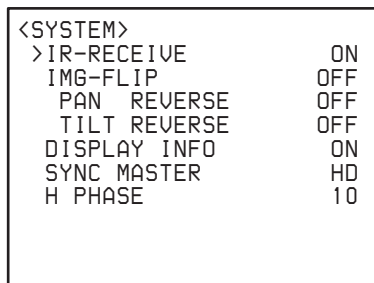 <SYSTEM>
>IR-RECEIVE ON
IMG-FLIP OFF
PAN REVERSE OFF
TILT REVERSE OFF
DISPLAY INFO ON
SYNC MASTER HD
H PHASE 10